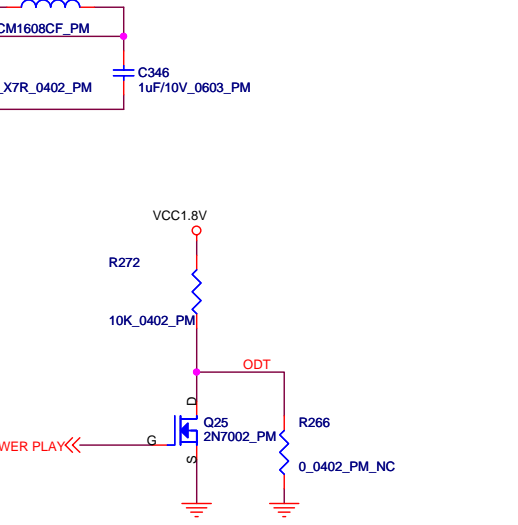 CM1608CF_PM
C346
_X7R_0402_PM
1uF/10V_0603_PM
VCC1.8V
R272
10K_0402_PM
ODT
D
Q25
2N7002_PM
R266
G
WER PLAY
S
0_0402_PM_NC